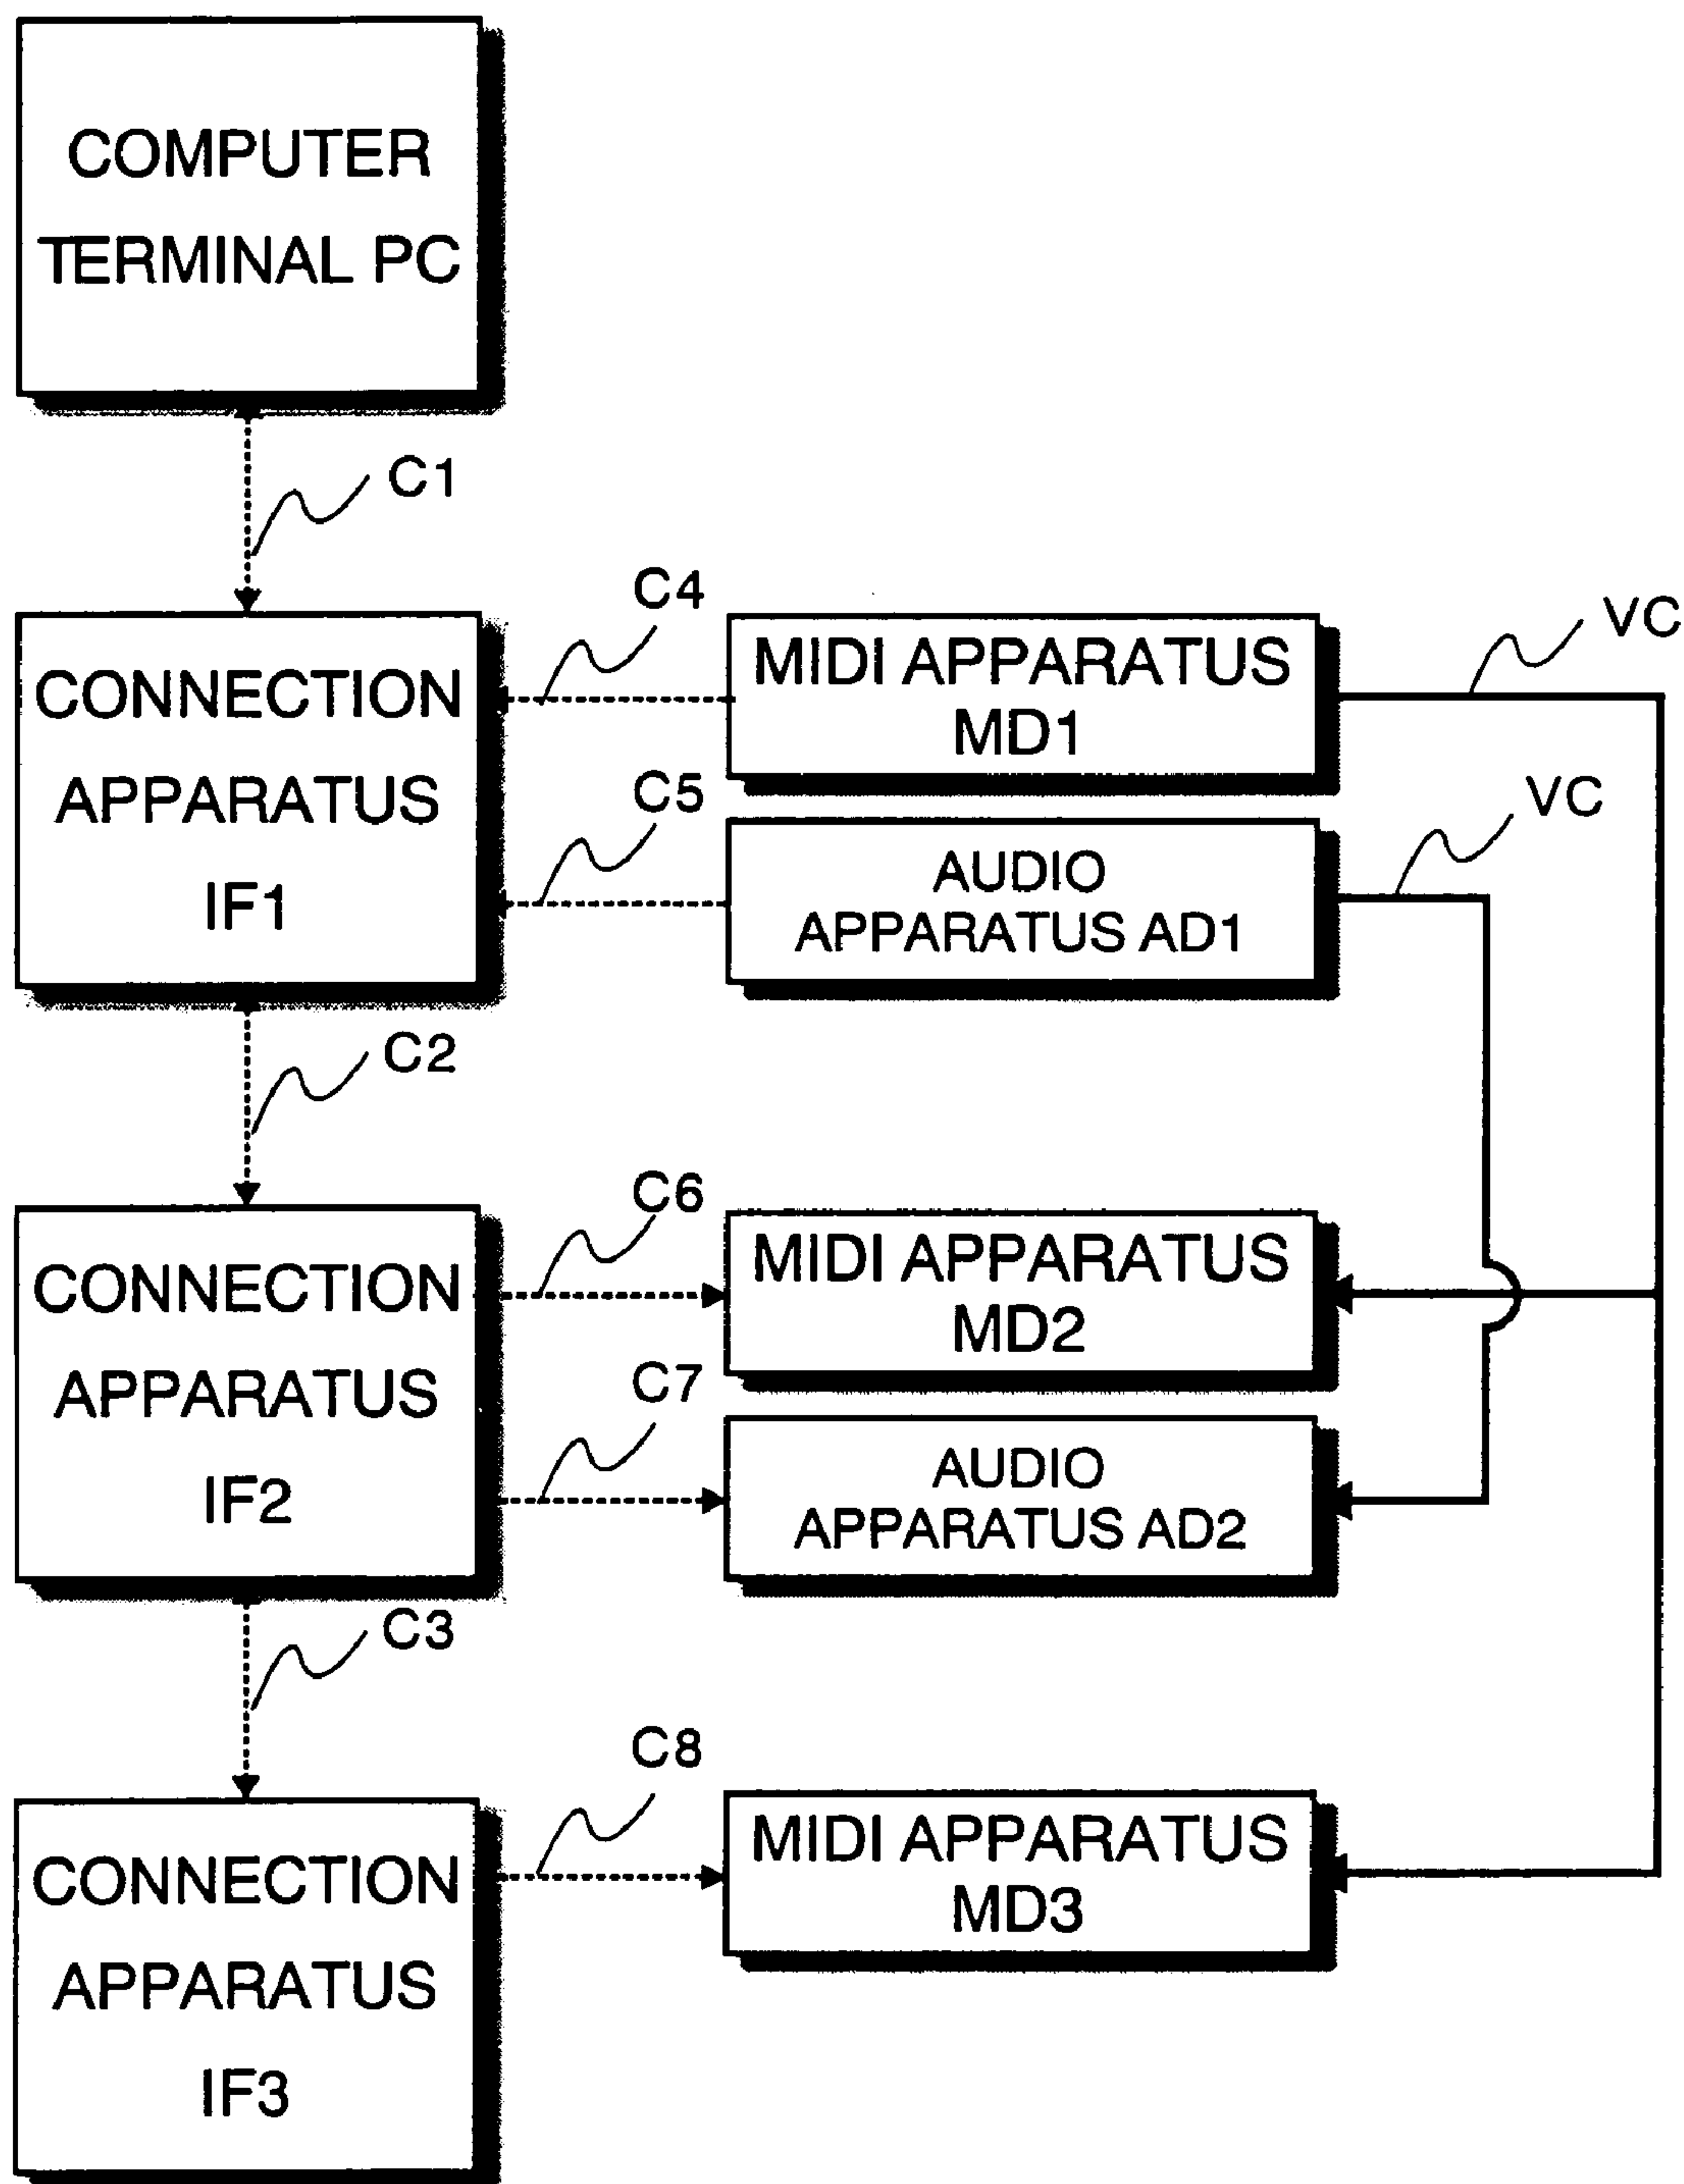 COMPUTER
TERMINAL PC
C1
CONNECTION
APPARATUS
IF1
C4
MIDI APPARATUS
MD1
VC
C5
AUDIO
APPARATUS AD1
VC
C2
CONNECTION
APPARATUS
IF2
C6
MIDI APPARATUS
MD2
C7
AUDIO
APPARATUS AD2
C3
CONNECTION
APPARATUS
IF3
C8
MIDI APPARATUS
MD3